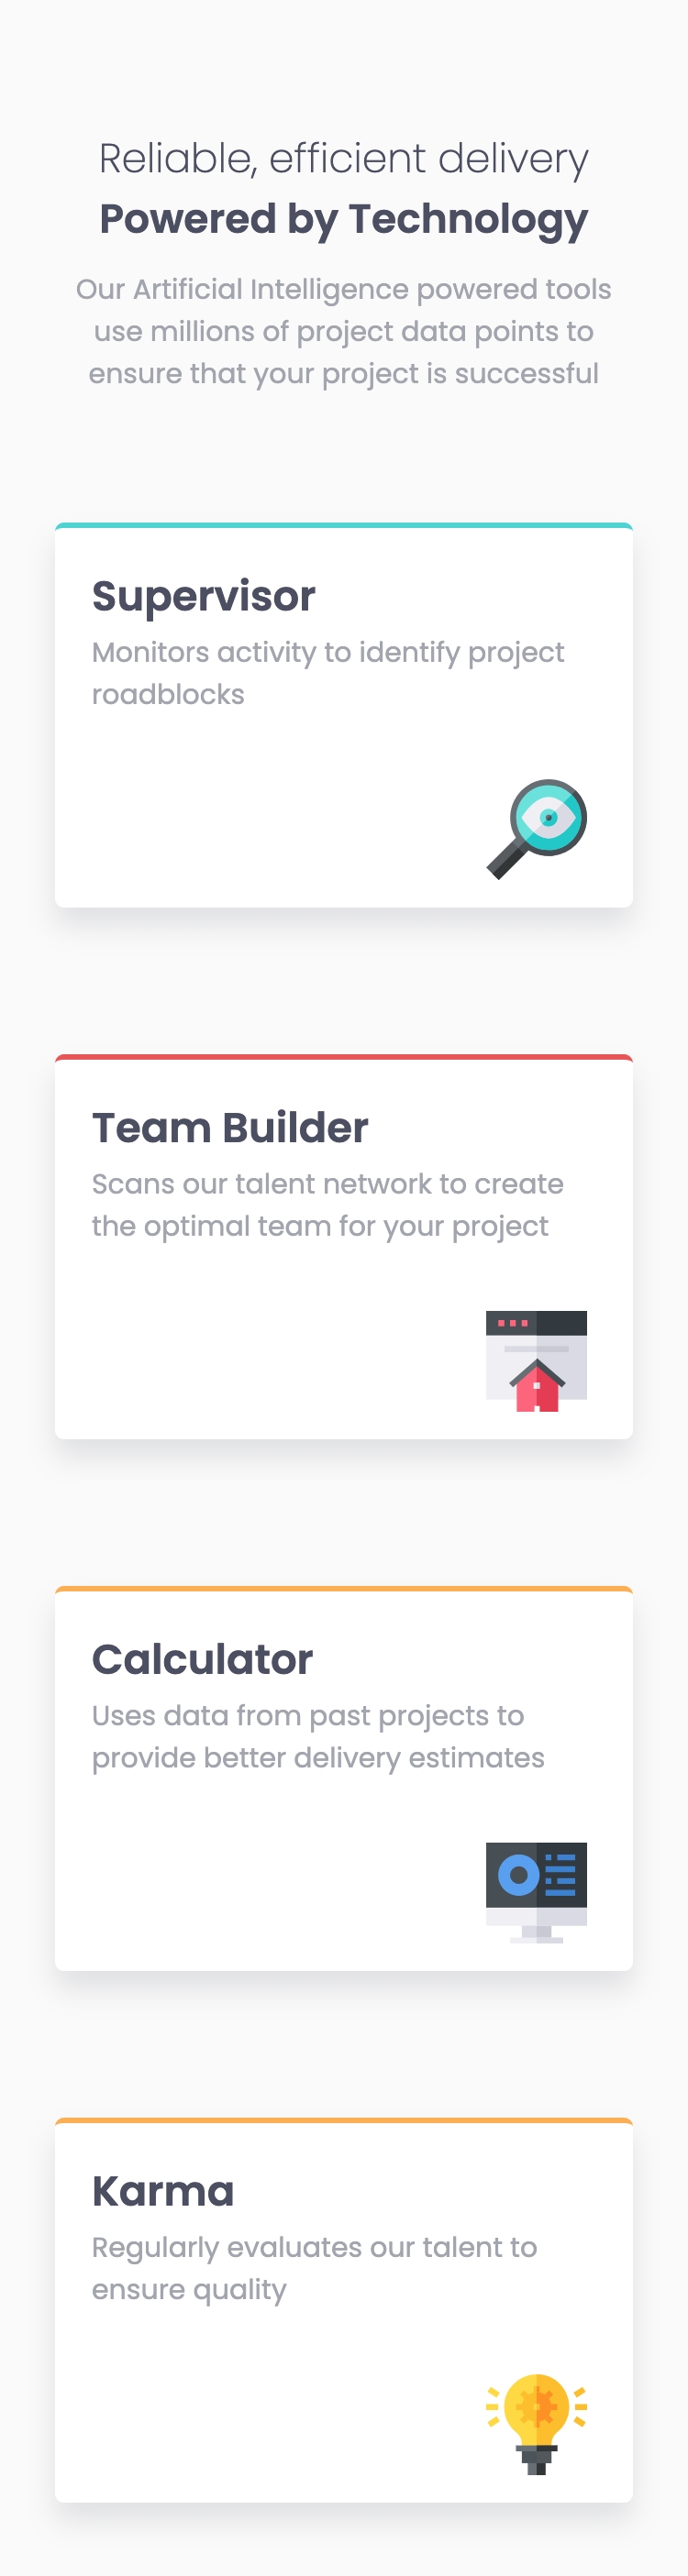 Reliable, efficient delivery
Powered by Technology
Our Artificial Intelligence powered tools
use millions of project data points to
ensure that your project is successful
Supervisor
Monitors activity to identify project
roadblocks
Team Builder
Scans our talent network to create
the optimal team for your project
Calculator
Uses data from past projects to
provide better delivery estimates
Karma
Regularly evaluates our talent to
ensure quality